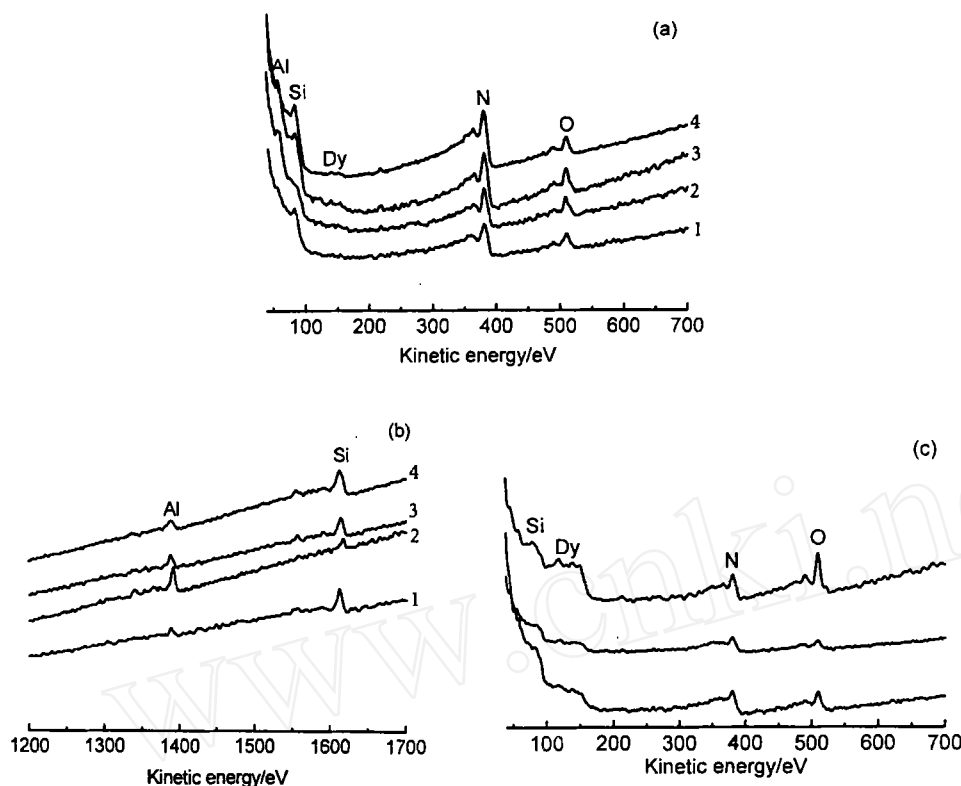 (a)
Al
Si
Dy
N
O
4
3
2
1
100 200 300 400 500 600 700
Kinetic energy/eV
(b)
Al
Si
4
3
2
1
1200 1300 1400 1500 1600 1700
Kinetic energy/eV
(c)
Si
Dy
N
O
100 200 300 400 500 600 700
Kinetic energy/eV
www.cnki.ne